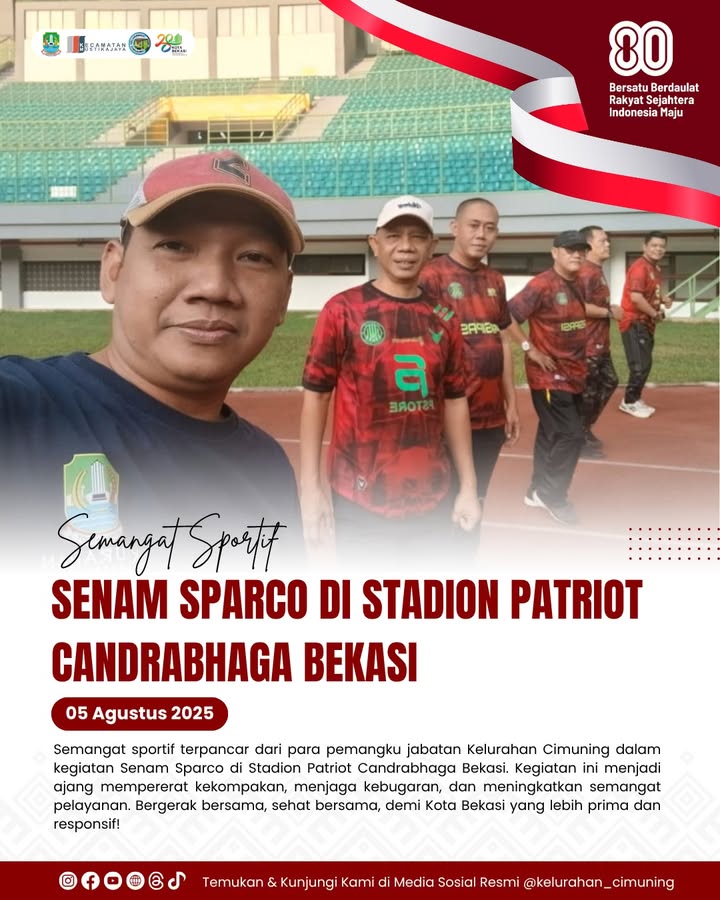 KECAMATAN
MUSTIKAJAYA
KOTA
BEKASI
80
Bersatu Berdaulat
Rakyat Sejahtera
Indonesia Maju
Semangat Sportif
SENAM SPARCO DI STADION PATRIOT
CANDRABHAGA BEKASI
05 Agustus 2025
Semangat sportif terpancar dari para pemangku jabatan Kelurahan Cimuning dalam
kegiatan Senam Sparco di Stadion Patriot Candrabhaga Bekasi. Kegiatan ini menjadi
ajang mempererat kekompakan, menjaga kebugaran, dan meningkatkan semangat
pelayanan. Bergerak bersama, sehat bersama, demi Kota Bekasi yang lebih prima dan
responsif!
Temukan & Kunjungi Kami di Media Sosial Resmi @kelurahan_cimuning